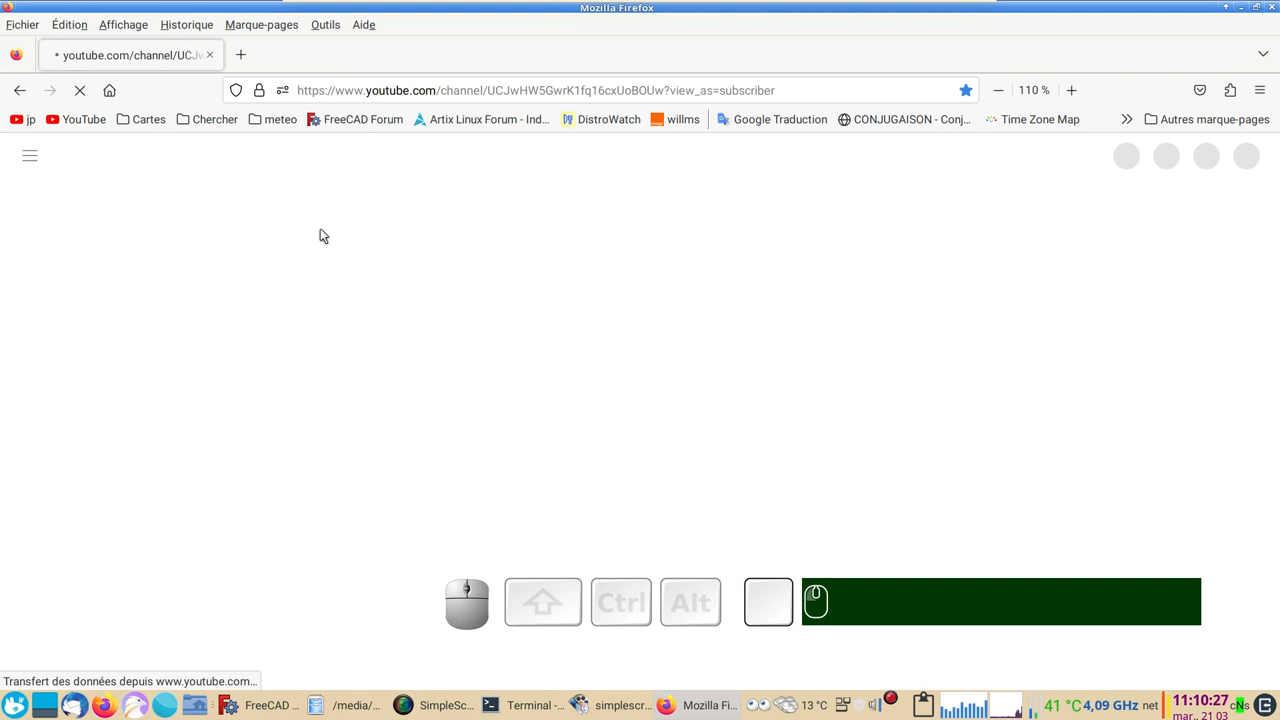 Mozilla Firefox
Fichier Édition Affichage Historique Marque-pages Outils Aide
youtube.com/channel/UCJw
https://www.youtube.com/channel/UCJwHW5GwrK1fq16cxUoBOUw?view_as=subscriber 110 %
jp YouTube Cartes Chercher meteo FreeCAD Forum Artix Linux Forum - Ind... DistroWatch willms Google Traduction CONJUGAISON - Conj... Time Zone Map Autres marque-pages
Ctrl Alt
Transfert des données depuis www.youtube.com…
FreeCAD ... /media/... SimpleSc... Terminal -... simplescr... Mozilla Fi... 13 °C 41 °C 4,09 GHz net 11:10:27
mar.. 21 03